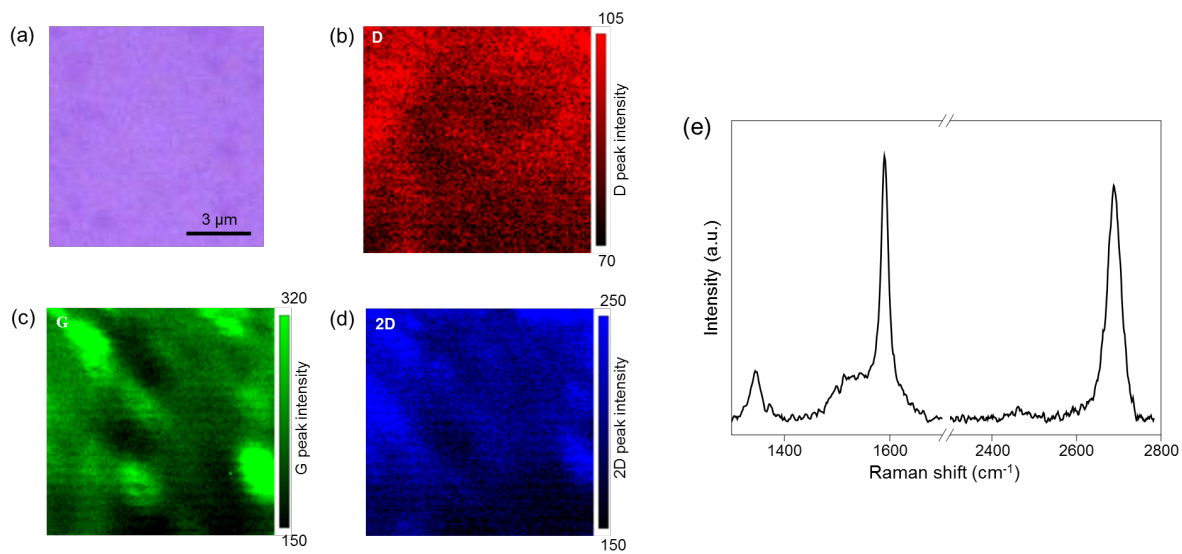 (a)
3 μm
(b)
D
105
D peak intensity
70
(c)
G
320
G peak intensity
150
(d)
2D
250
2D peak intensity
150
(e)
Intensity (a.u.)
1400 1600 2400 2600 2800
Raman shift (cm⁻¹)